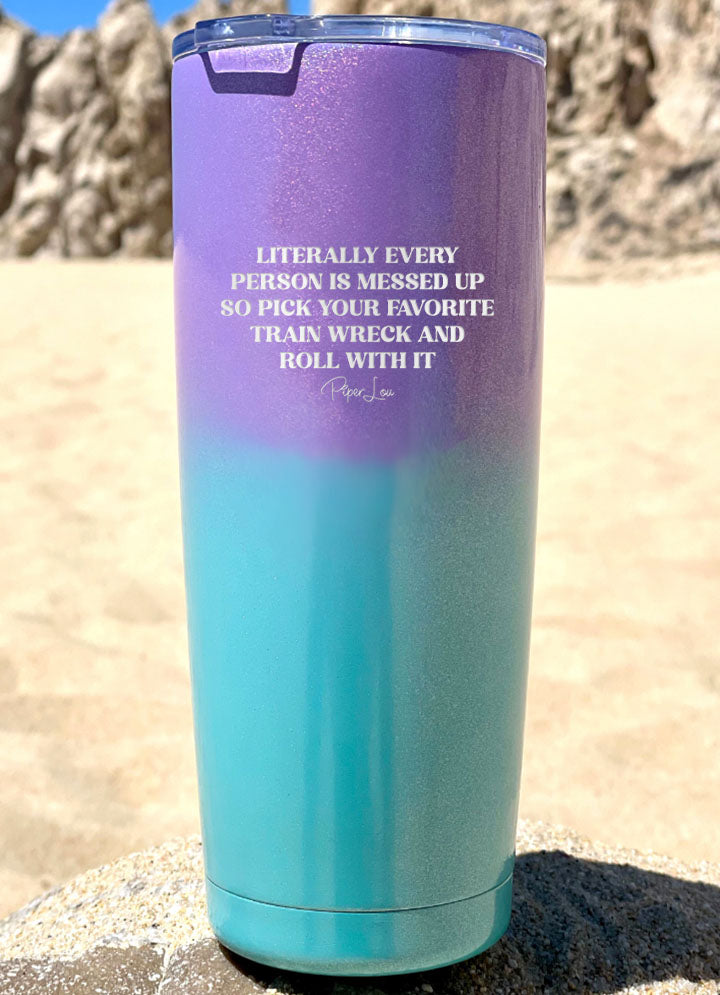 LITERALLY EVERY
PERSON IS MESSED UP
SO PICK YOUR FAVORITE
TRAIN WRECK AND
ROLL WITH IT
Piper Lou